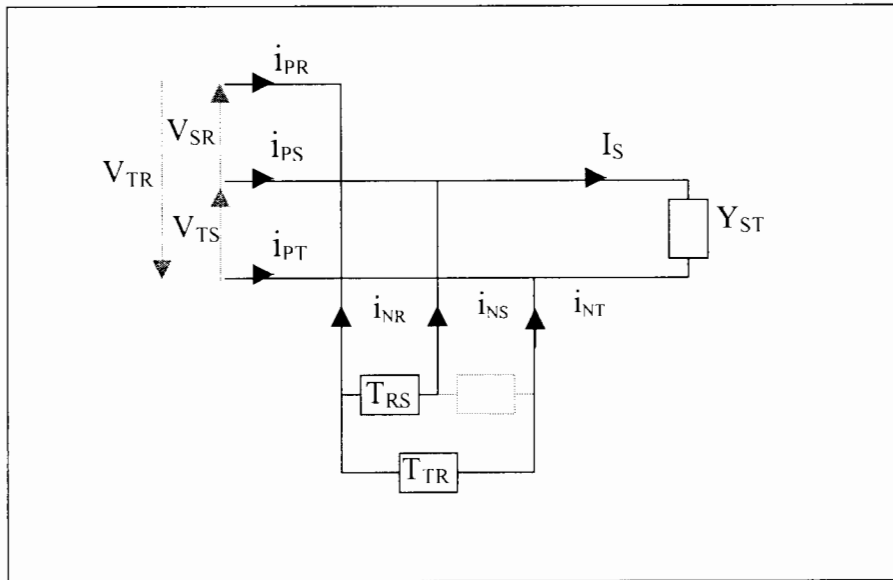 i_PR
V_SR
i_PS
I_S
V_TR
Y_ST
V_TS
i_PT
i_NR
i_NS
i_NT
T_RS
T_TR